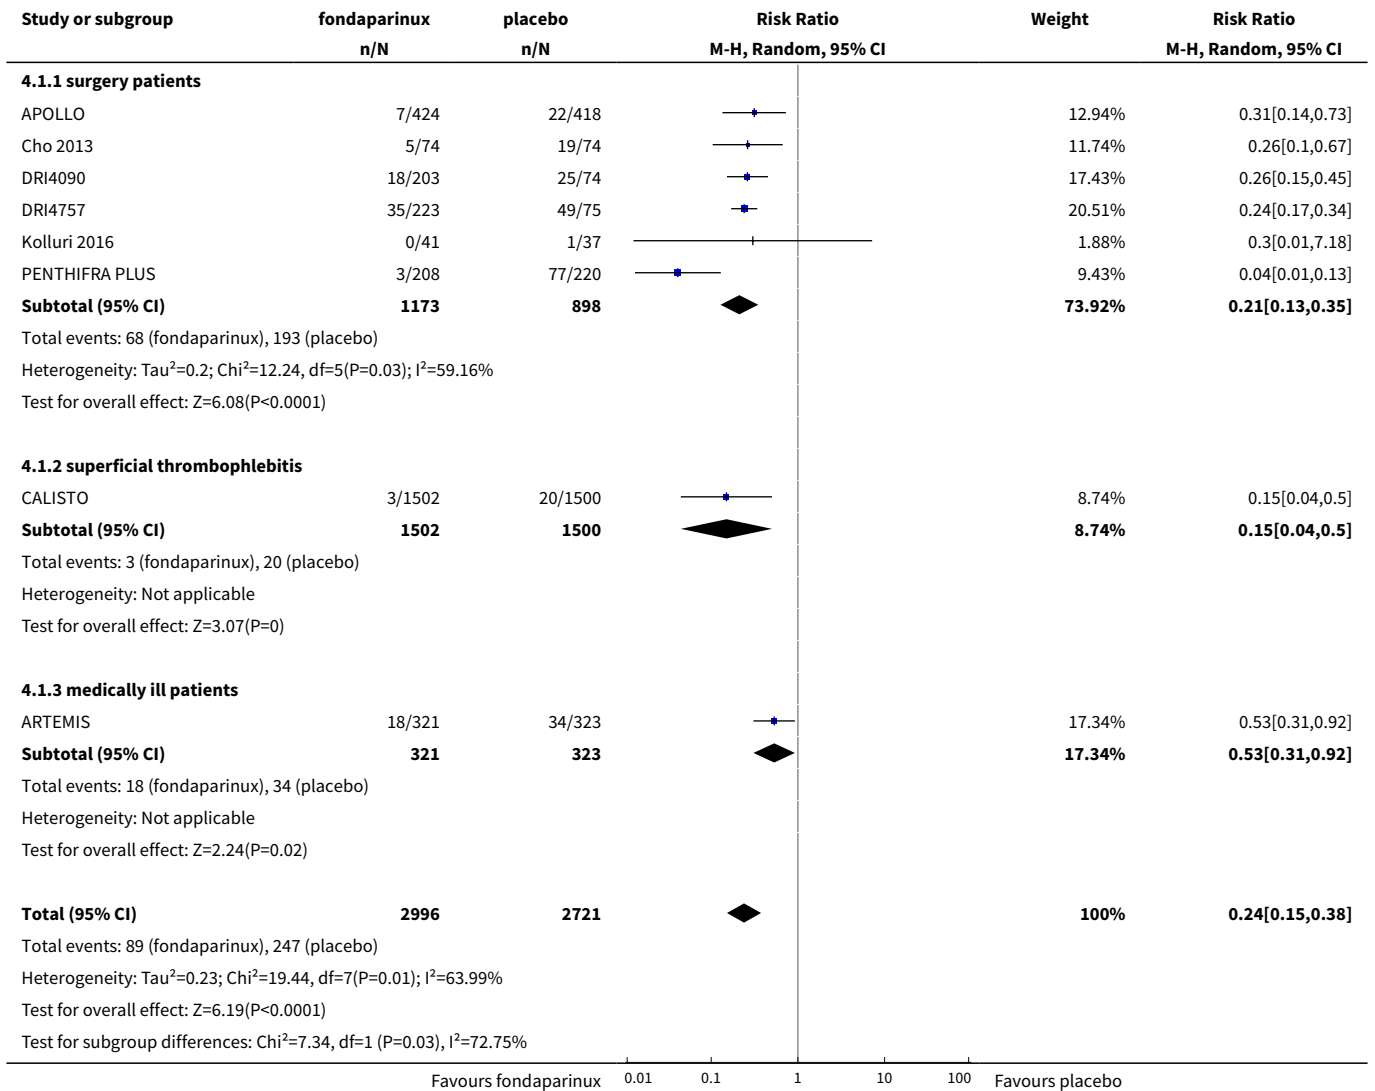 Study or subgroup fondaparinux placebo Risk Ratio Weight Risk Ratio
n/N n/N M-H, Random, 95% CI M-H, Random, 95% CI
4.1.1 surgery patients
APOLLO 7/424 22/418 12.94% 0.31[0.14,0.73]
Cho 2013 5/74 19/74 11.74% 0.26[0.1,0.67]
DRI4090 18/203 25/74 17.43% 0.26[0.15,0.45]
DRI4757 35/223 49/75 20.51% 0.24[0.17,0.34]
Kolluri 2016 0/41 1/37 1.88% 0.3[0.01,7.18]
PENTHIFRA PLUS 3/208 77/220 9.43% 0.04[0.01,0.13]
Subtotal (95% CI) 1173 898 73.92% 0.21[0.13,0.35]
Total events: 68 (fondaparinux), 193 (placebo)
Heterogeneity: Tau²=0.2; Chi²=12.24, df=5(P=0.03); I²=59.16%
Test for overall effect: Z=6.08(P<0.0001)
4.1.2 superficial thrombophlebitis
CALISTO 3/1502 20/1500 8.74% 0.15[0.04,0.5]
Subtotal (95% CI) 1502 1500 8.74% 0.15[0.04,0.5]
Total events: 3 (fondaparinux), 20 (placebo)
Heterogeneity: Not applicable
Test for overall effect: Z=3.07(P=0)
4.1.3 medically ill patients
ARTEMIS 18/321 34/323 17.34% 0.53[0.31,0.92]
Subtotal (95% CI) 321 323 17.34% 0.53[0.31,0.92]
Total events: 18 (fondaparinux), 34 (placebo)
Heterogeneity: Not applicable
Test for overall effect: Z=2.24(P=0.02)
Total (95% CI) 2996 2721 100% 0.24[0.15,0.38]
Total events: 89 (fondaparinux), 247 (placebo)
Heterogeneity: Tau²=0.23; Chi²=19.44, df=7(P=0.01); I²=63.99%
Test for overall effect: Z=6.19(P<0.0001)
Test for subgroup differences: Chi²=7.34, df=1 (P=0.03), I²=72.75%
Favours fondaparinux 0.01 0.1 1 10 100 Favours placebo